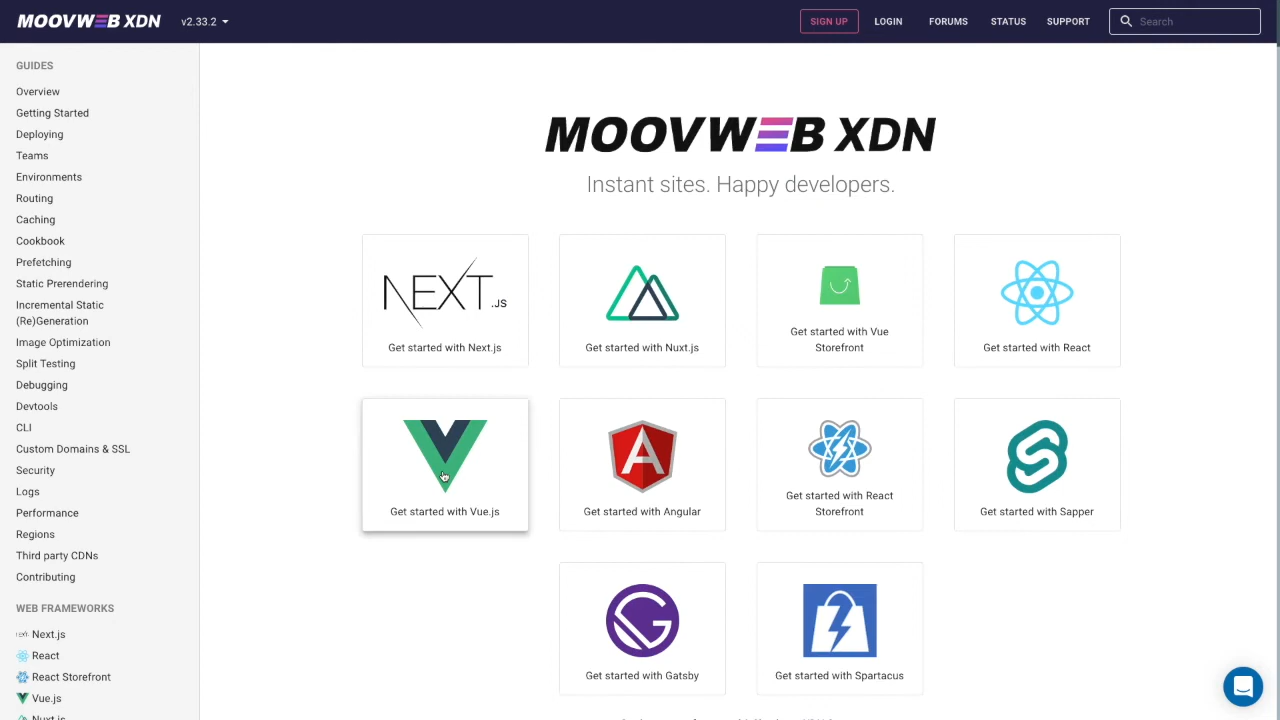 MOOVWEB XDN
v2.33.2
SIGN UP
LOGIN
FORUMS
STATUS
SUPPORT
Search
GUIDES
Overview
Getting Started
Deploying
Teams
Environments
Routing
Caching
Cookbook
Prefetching
Static Prerendering
Incremental Static
(Re)Generation
Image Optimization
Split Testing
Debugging
Devtools
CLI
Custom Domains & SSL
Security
Logs
Performance
Regions
Third party CDNs
Contributing
WEB FRAMEWORKS
Next.js
React
React Storefront
Vue.js
Nuxt.js
MOOVWEB XDN
Instant sites. Happy developers.
NEXT.JS
Get started with Next.js
Get started with Nuxt.js
Get started with Vue
Storefront
Get started with React
Get started with Vue.js
Get started with Angular
Get started with React
Storefront
Get started with Sapper
Get started with Gatsby
Get started with Spartacus